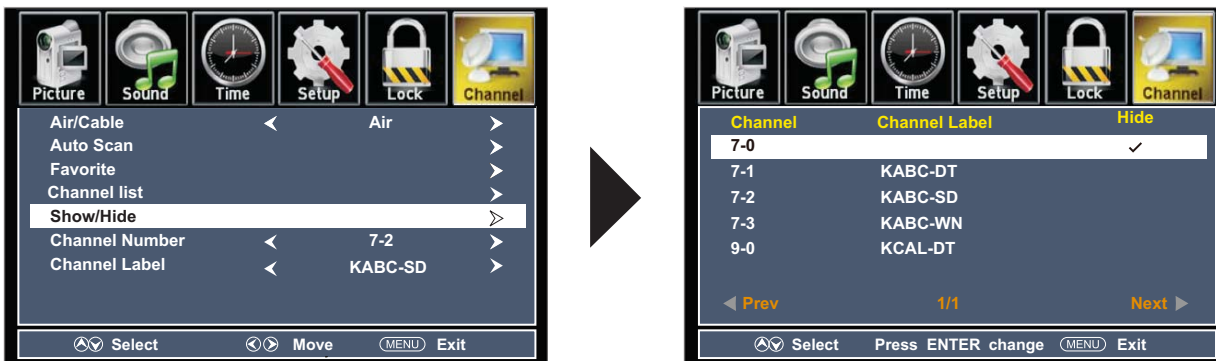 Picture Sound Time Setup Lock Channel
Air/Cable Air
Auto Scan
Favorite
Channel list
Show/Hide
Channel Number 7-2
Channel Label KABC-SD
Select Move MENU Exit
Picture Sound Time Setup Lock Channel
Channel Channel Label Hide
7-0
7-1 KABC-DT
7-2 KABC-SD
7-3 KABC-WN
9-0 KCAL-DT
Prev 1/1 Next
Select Press ENTER change MENU Exit